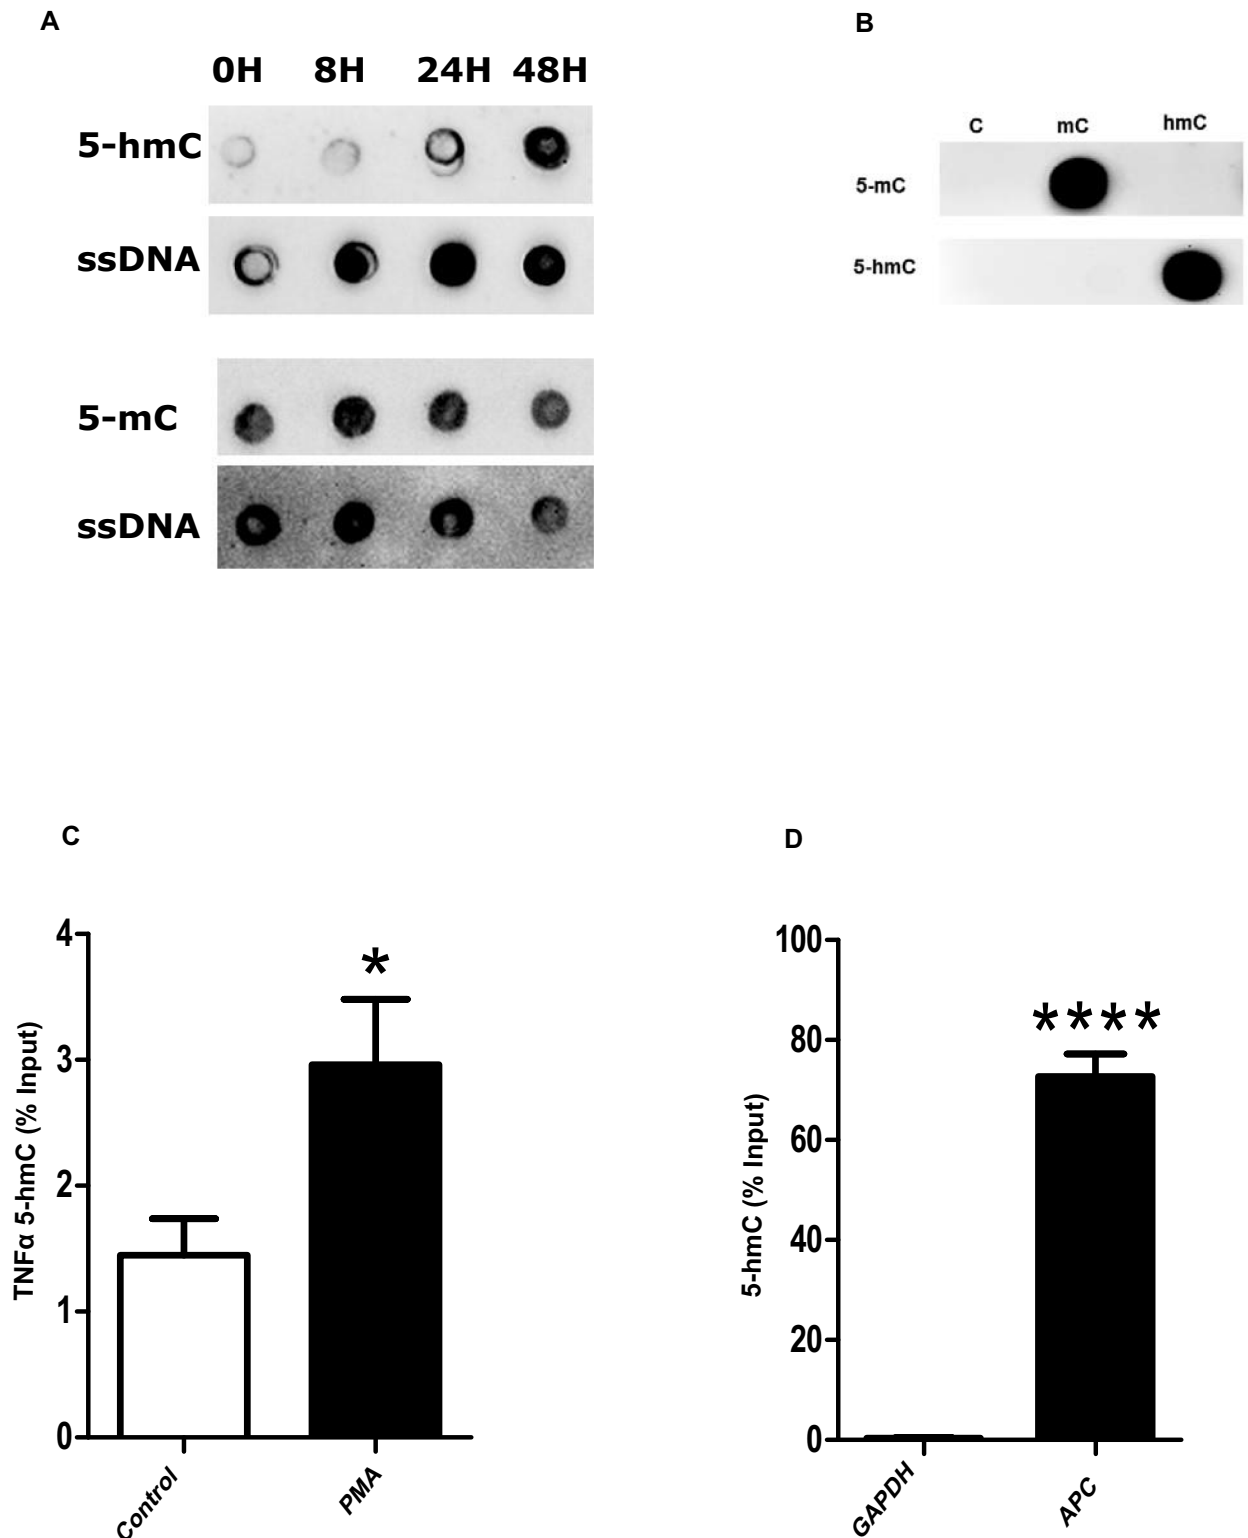 A
0H 8H 24H 48H
5-hmC
ssDNA
5-mC
ssDNA
B
C mC hmC
5-mC
5-hmC
C
TNFα 5-hmC (% Input)
4
3
2
1
0
*
Control PMA
D
5-hmC (% Input)
100
80
60
40
20
0
****
GAPDH APC